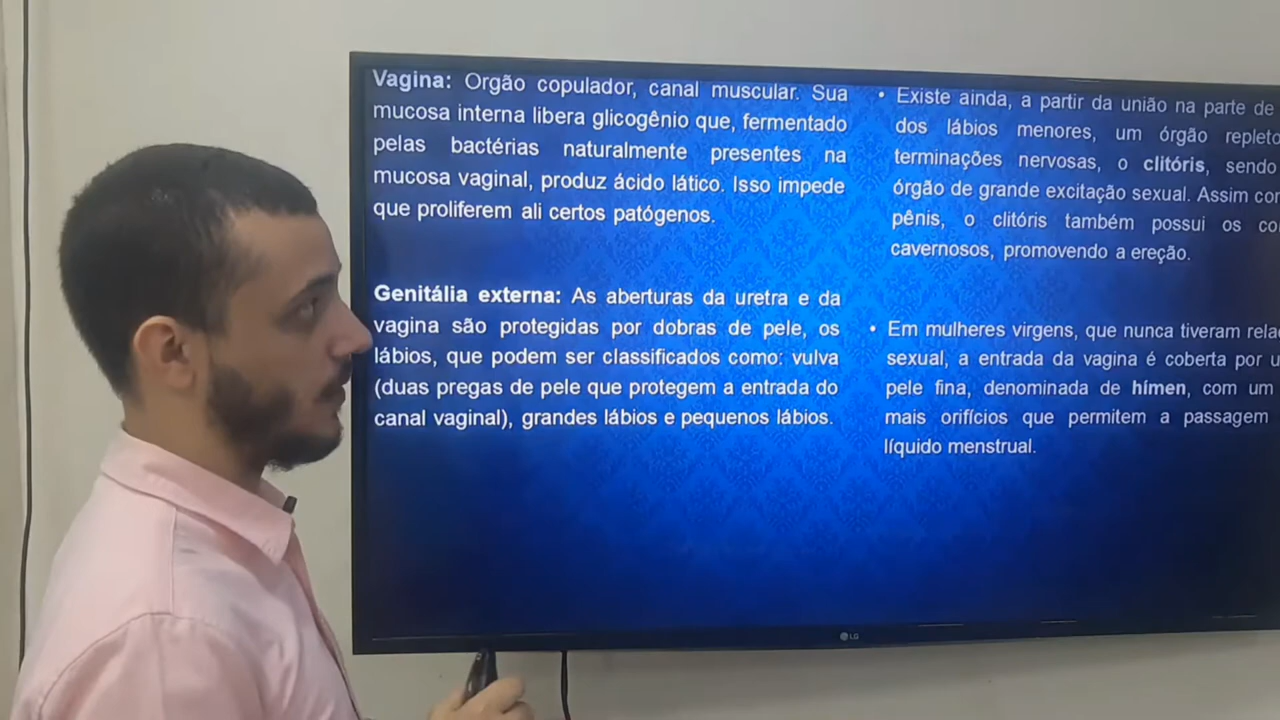 Vagina: Orgão copulador, canal muscular. Sua
mucosa interna libera glicogênio que, fermentado
pelas bactérias naturalmente presentes na
mucosa vaginal, produz ácido lático. Isso impede
que proliferem ali certos patógenos.
Genitália externa: As aberturas da uretra e da
vagina são protegidas por dobras de pele, os
lábios, que podem ser classificados como: vulva
(duas pregas de pele que protegem a entrada do
canal vaginal), grandes lábios e pequenos lábios.
• Existe ainda, a partir da união na parte de
dos lábios menores, um órgão repleto
terminações nervosas, o clitóris, sendo
órgão de grande excitação sexual. Assim
pênis, o clitóris também possui os
cavernosos, promovendo a ereção.
• Em mulheres virgens, que nunca tiveram
sexual, a entrada da vagina é coberta por
pele fina, denominada de hímen, com um
mais orifícios que permitem a passagem
líquido menstrual.
LG